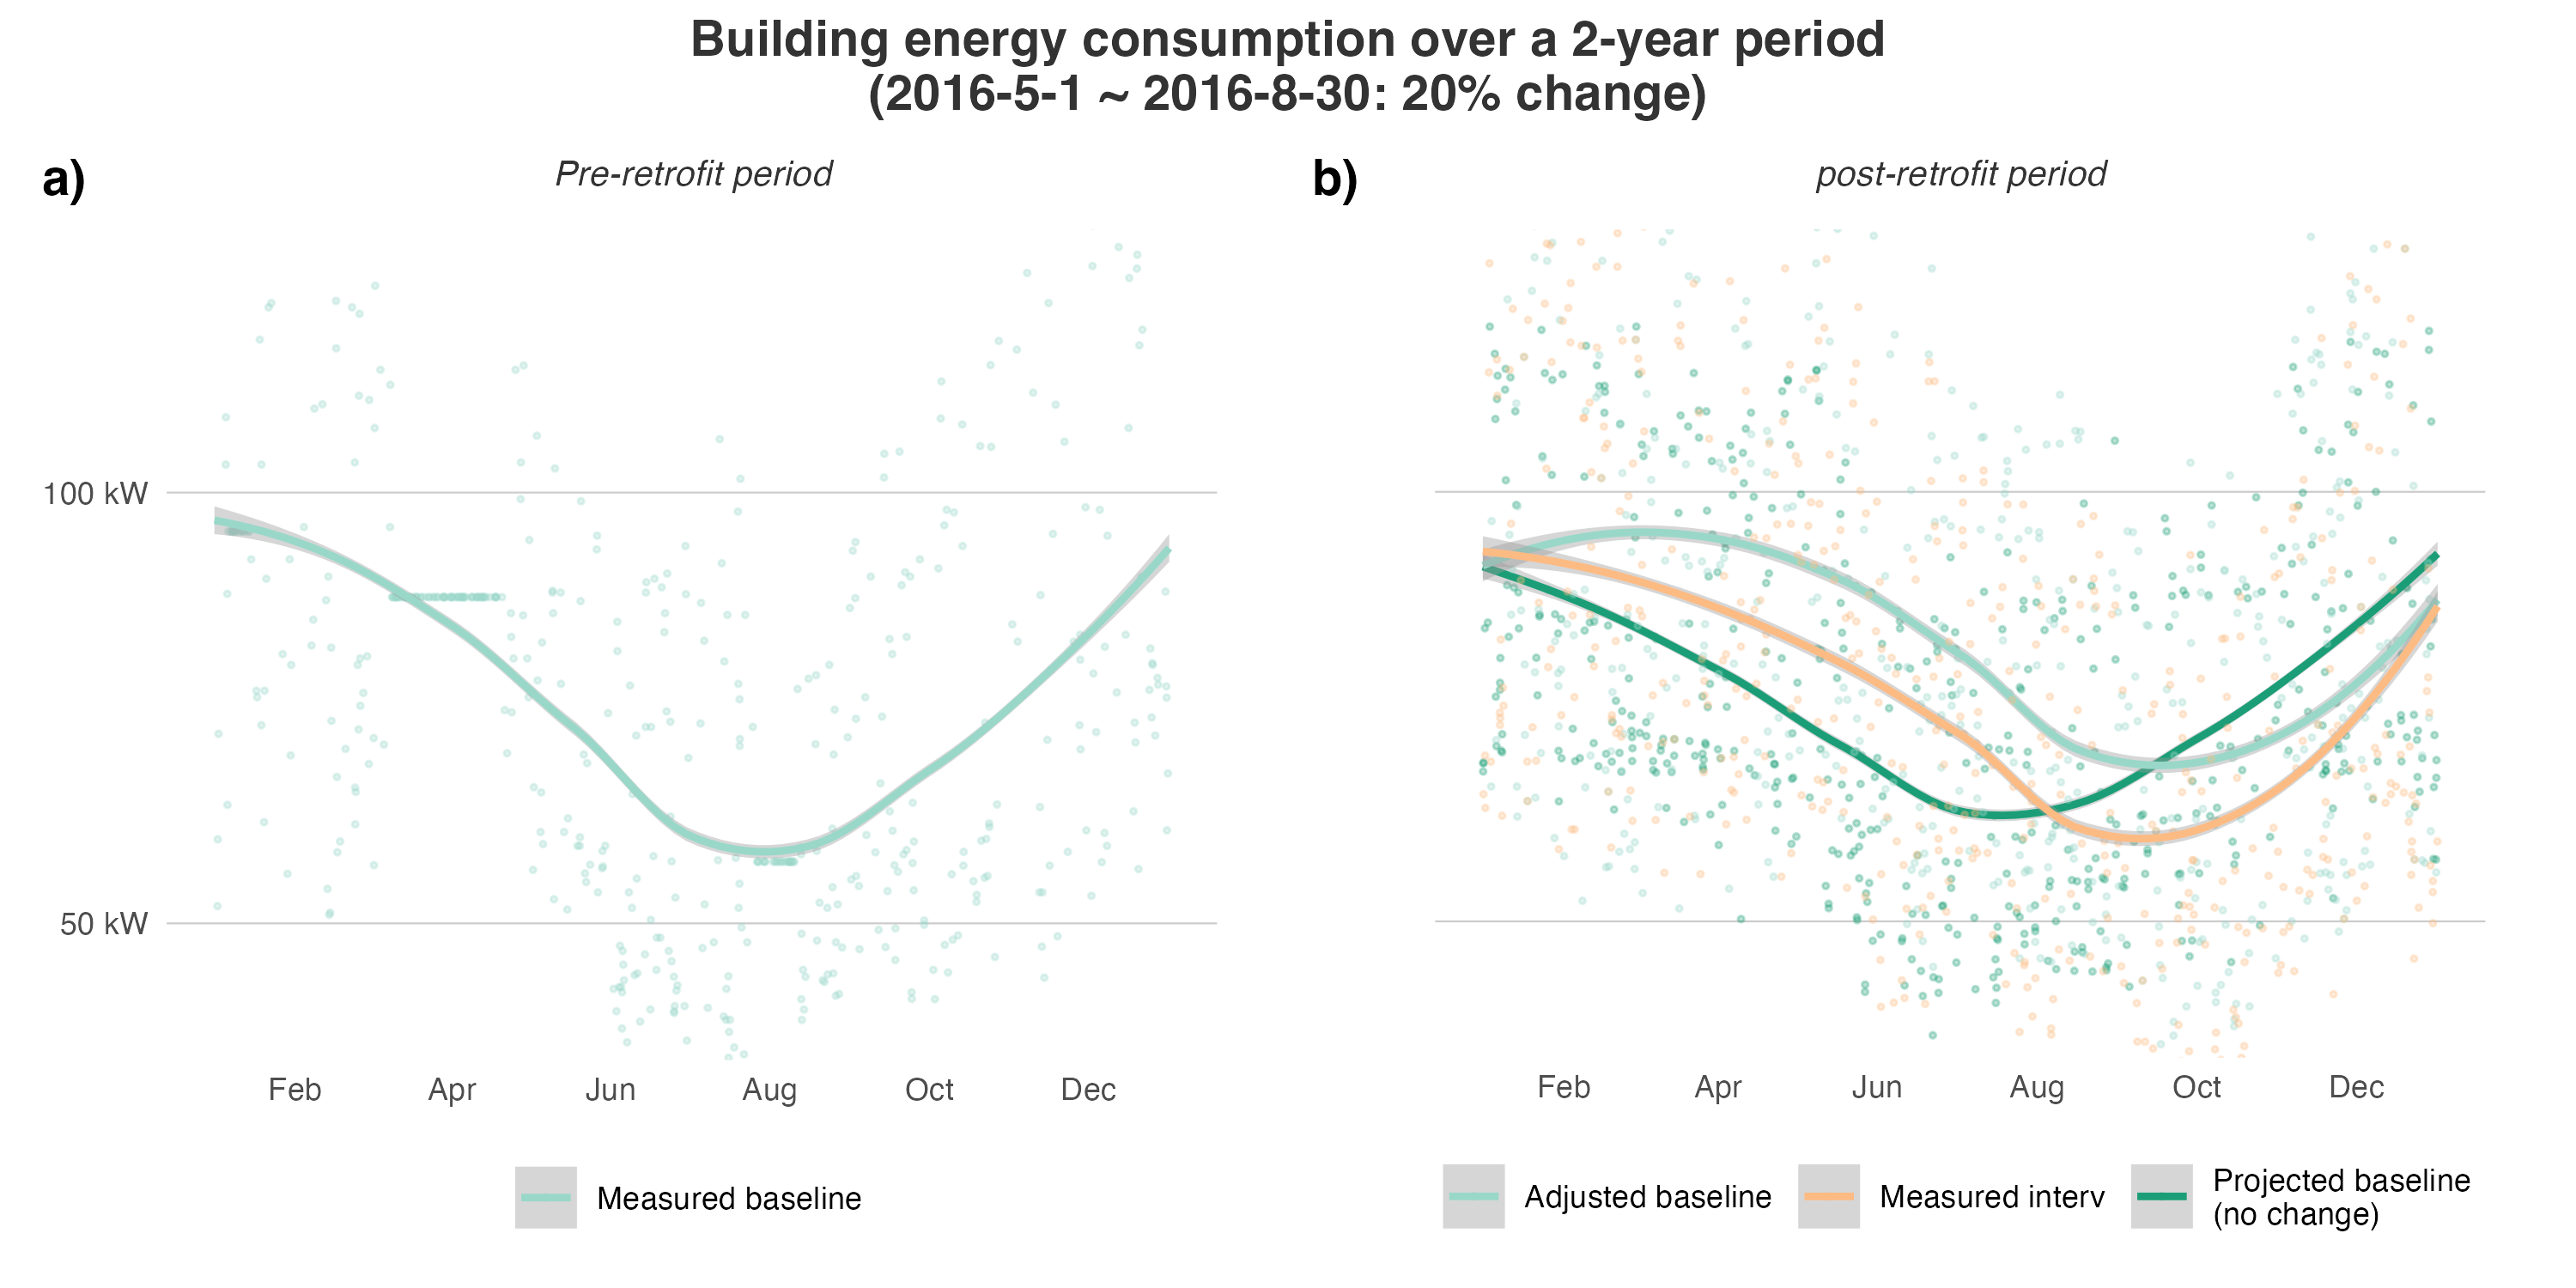 Building energy consumption over a 2-year period
(2016-5-1 ~ 2016-8-30: 20% change)
a)
Pre-retrofit period
100 kW
50 kW
Feb Apr Jun Aug Oct Dec
Measured baseline
b)
post-retrofit period
Feb Apr Jun Aug Oct Dec
Adjusted baseline
Measured interv
Projected baseline
(no change)